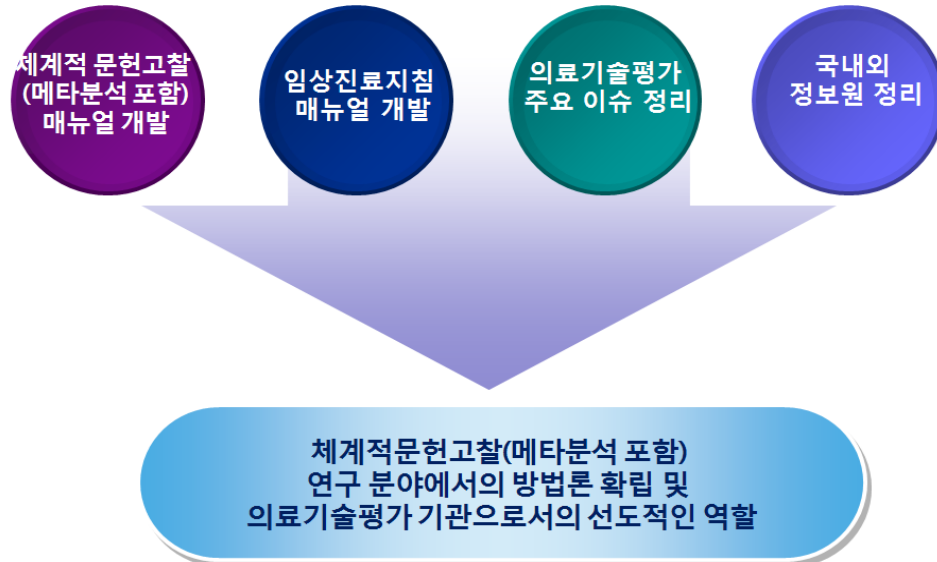 체계적 문헌고찰
(메타분석 포함)
매뉴얼 개발
임상진료지침
매뉴얼 개발
의료기술평가
주요 이슈 정리
국내외
정보원 정리
체계적문헌고찰(메타분석 포함)
연구 분야에서의 방법론 확립 및
의료기술평가 기관으로서의 선도적인 역할